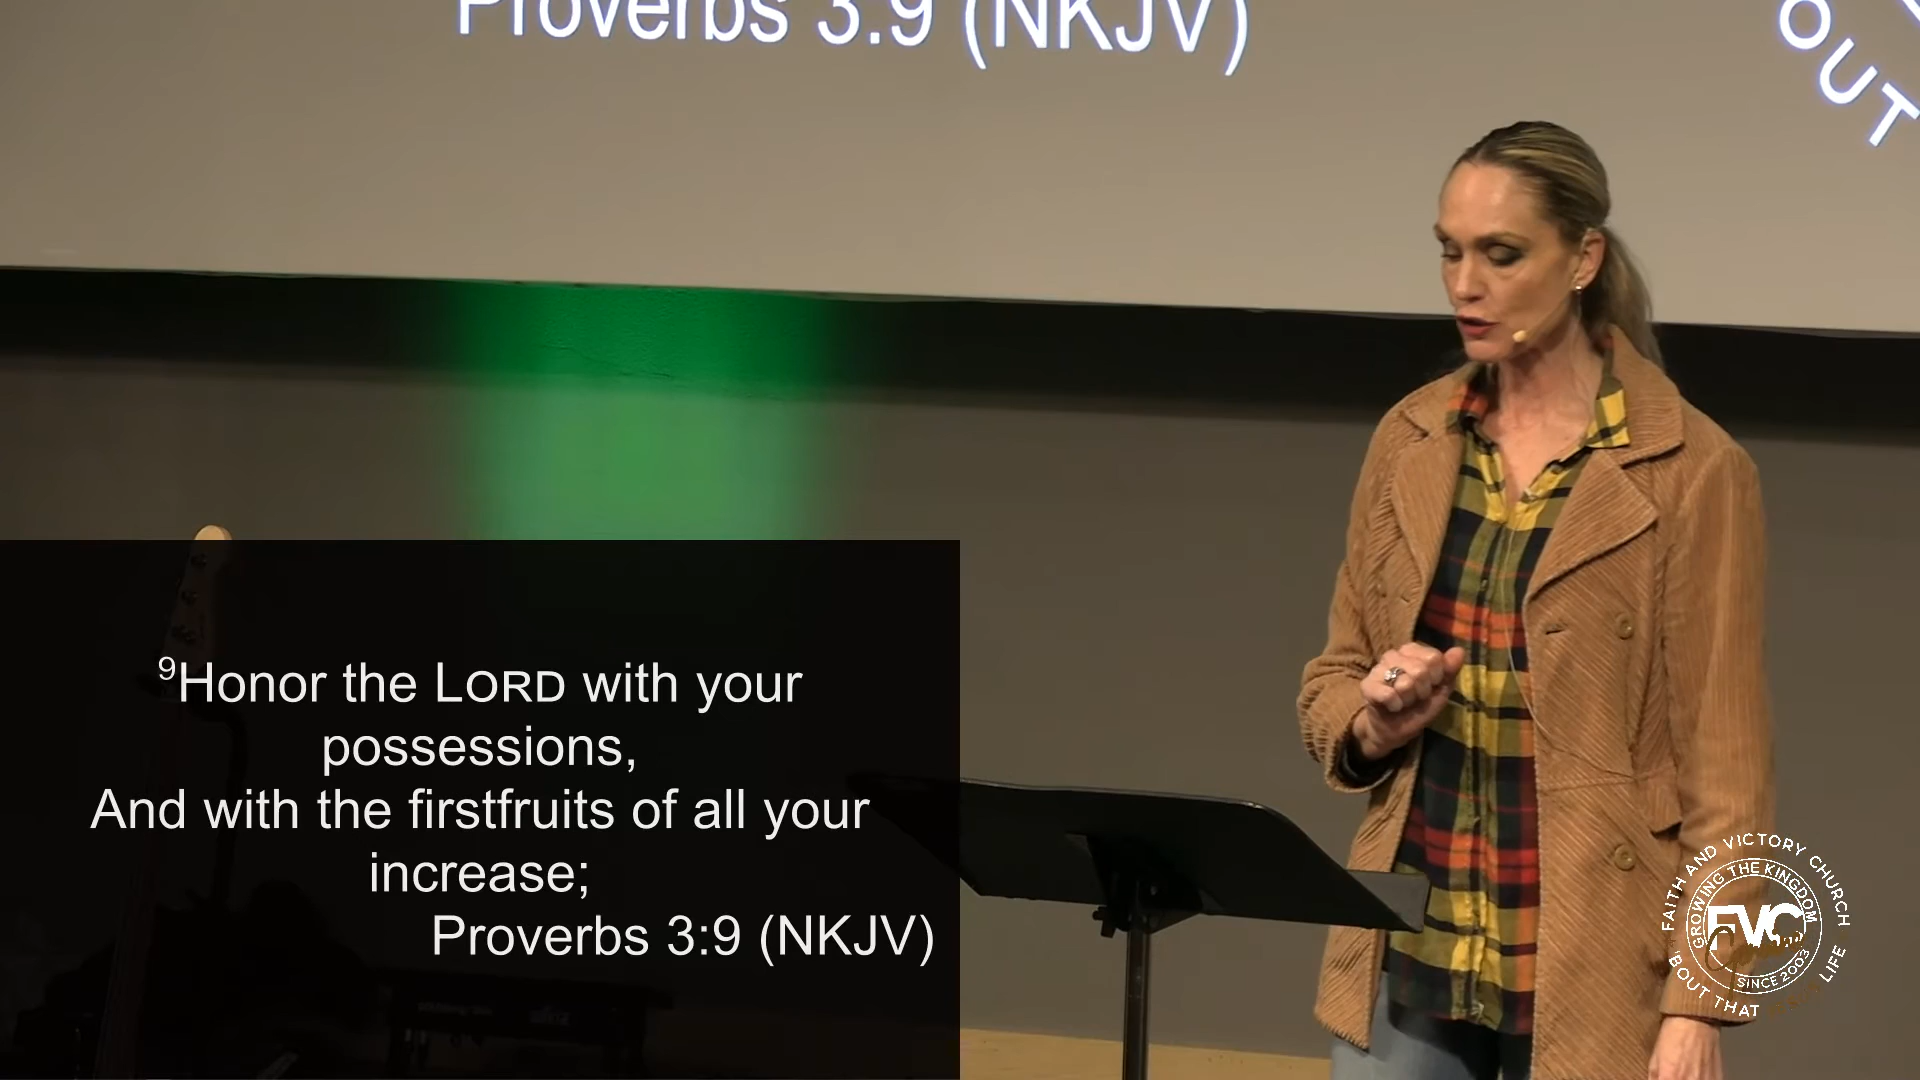 Proverbs 3:9 (NKJV)
OUT
⁹Honor the LORD with your
possessions,
And with the firstfruits of all your
increase;
Proverbs 3:9 (NKJV)
FAITH AND VICTORY CHURCH
GROWING THE KINGDOM
FVC
SINCE 2003
'BOUT THAT
LIFE